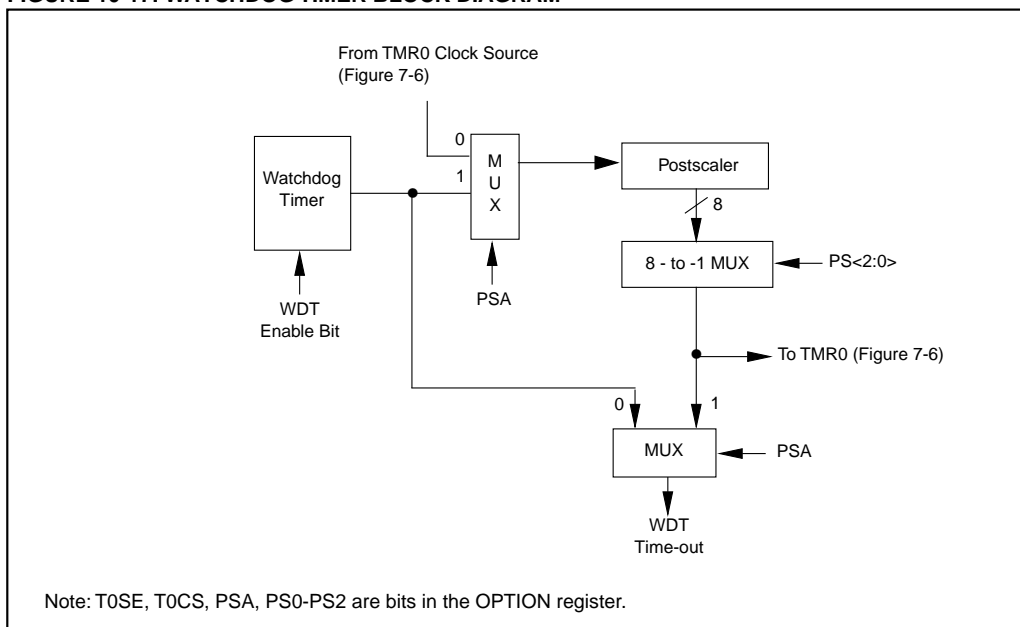 From TMR0 Clock Source
(Figure 7-6)
0
1
M
U
X
Watchdog
Timer
Postscaler
8
8 - to -1 MUX
PS<2:0>
PSA
WDT
Enable Bit
To TMR0 (Figure 7-6)
0
1
MUX
PSA
WDT
Time-out
Note: T0SE, T0CS, PSA, PS0-PS2 are bits in the OPTION register.